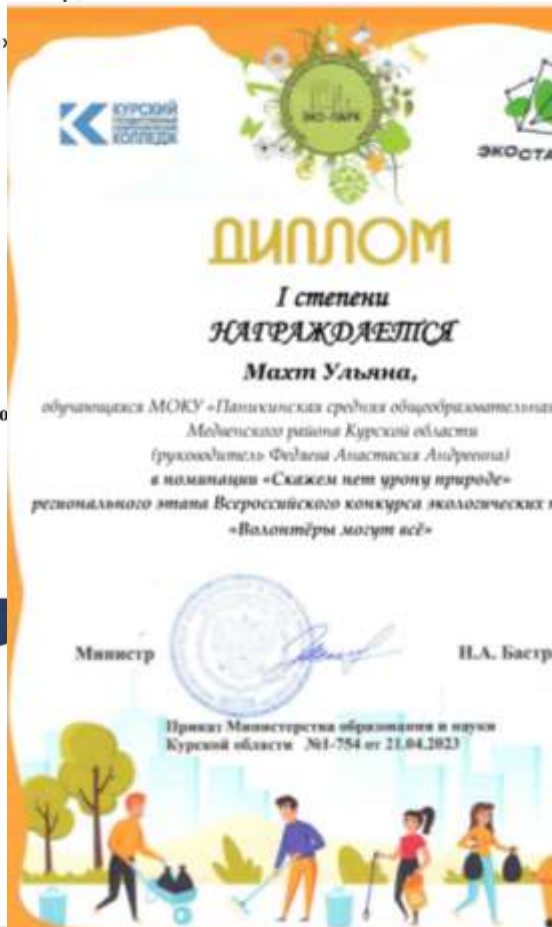 КУРСКИЙ
ГОСУДАРСТВЕННЫЙ
КОЛЛЕДЖ
ЭКО-ПАРК
ЭКОСТА
ДИПЛОМ
I степени
НАГРАЖДАЕТСЯ
Махт Ульяна,
обучающаяся МОКУ «Паникинская средняя общеобразовательная
Медвенского района Курской области
(руководитель Федяева Анастасия Андреевна)
в номинации «Скажем нет урону природе»
регионального этапа Всероссийского конкурса экологических
«Волонтёры могут всё»
Министр
Н.А. Бастр
Приказ Министерства образования и науки
Курской области №1-754 от 21.04.2023